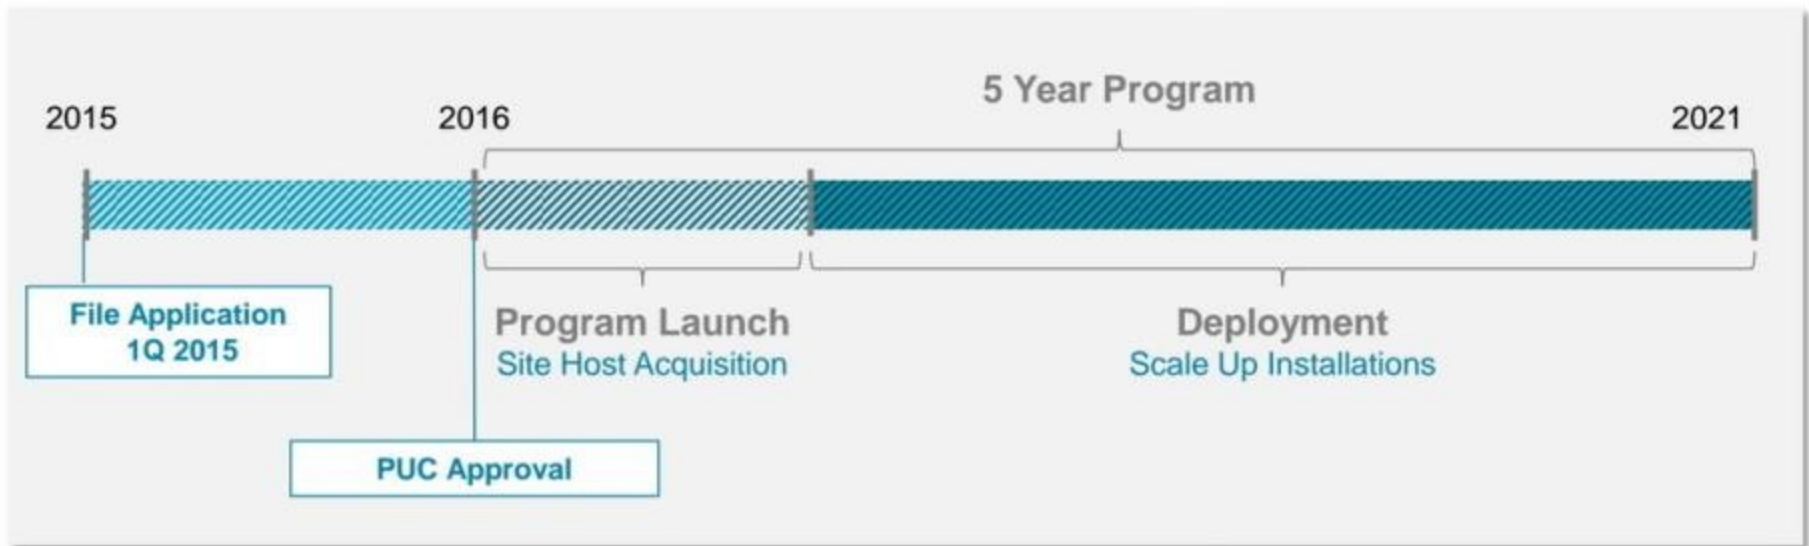 5 Year Program
2015
2016
2021
File Application
1Q 2015
Program Launch
Site Host Acquisition
Deployment
Scale Up Installations
PUC Approval